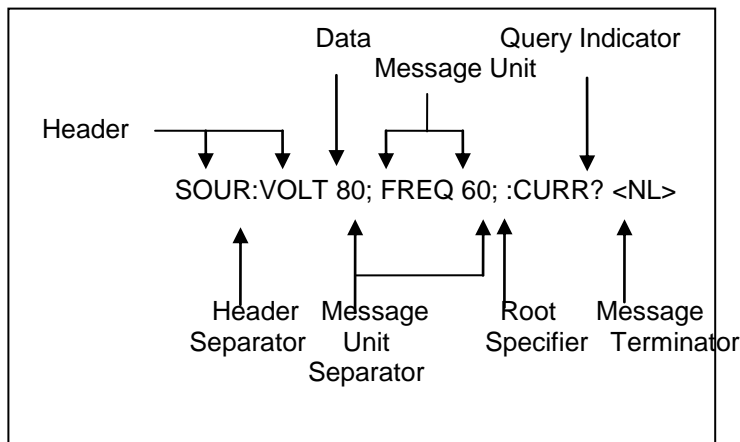 Data
Query Indicator
Message Unit
Header
SOUR:VOLT 80; FREQ 60; :CURR? <NL>
Header Separator
Message Unit Separator
Root Specifier
Message Terminator